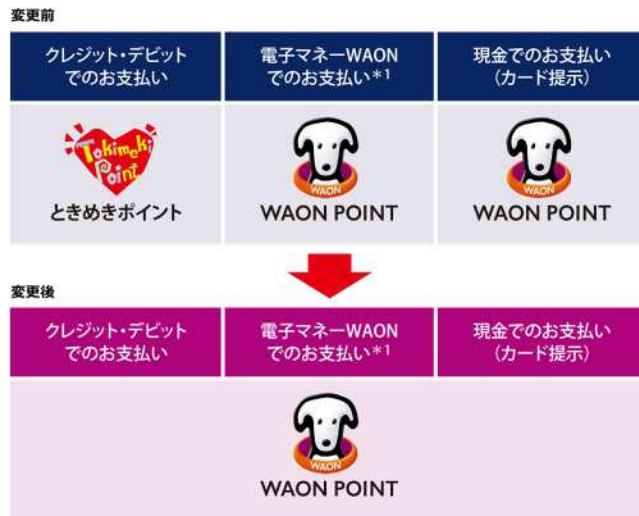 変更前
クレジット・デビット
でのお支払い
電子マネーWAON
でのお支払い*1
現金でのお支払い
(カード提示)
Tokimeki
Point
ときめきポイント
WAON
WAON POINT
WAON
WAON POINT
変更後
クレジット・デビット
でのお支払い
電子マネーWAON
でのお支払い*1
現金でのお支払い
(カード提示)
WAON
WAON POINT